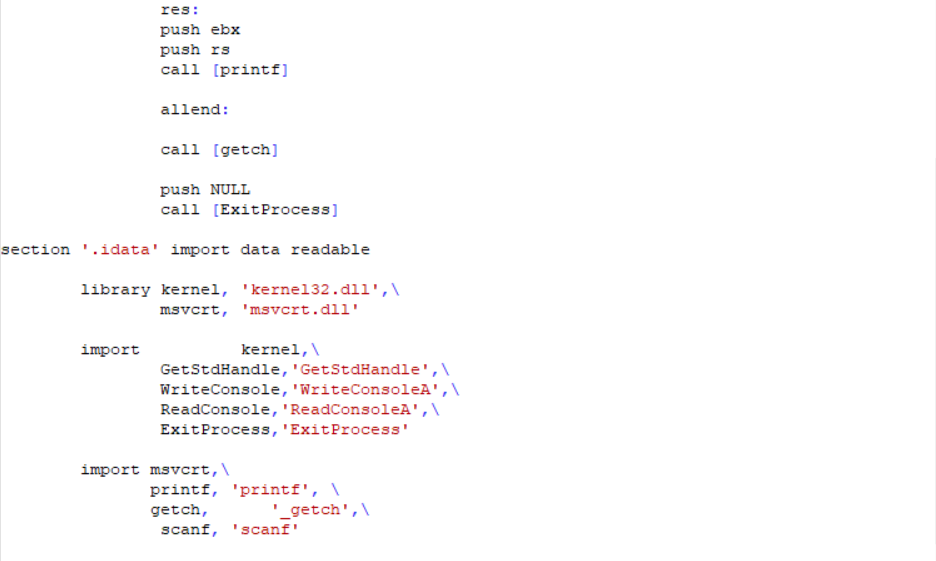 res:
push ebx
push rs
call [printf]
allend:
call [getch]
push NULL
call [ExitProcess]
section '.idata' import data readable
library kernel, 'kernel32.dll',\
msvcrt, 'msvcrt.dll'
import kernel,\
GetStdHandle,'GetStdHandle',\
WriteConsole,'WriteConsoleA',\
ReadConsole,'ReadConsoleA',\
ExitProcess,'ExitProcess'
import msvcrt,\
printf, 'printf', \
getch, '_getch',\
scanf, 'scanf'